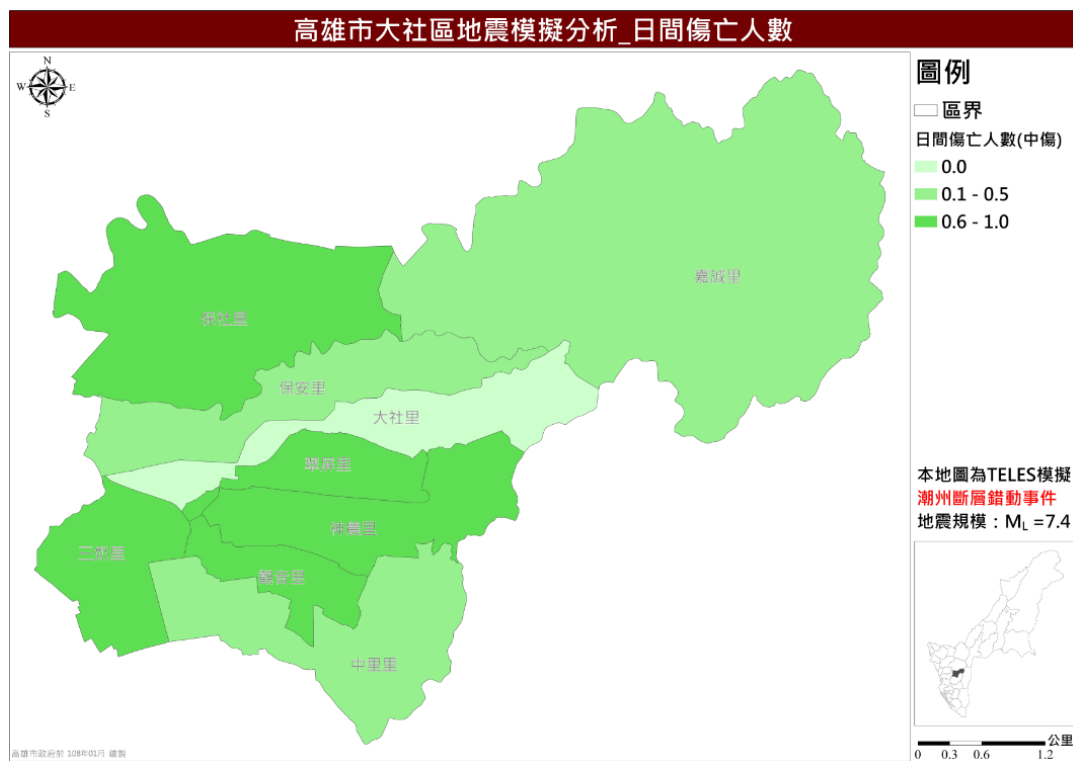 高雄市大社區地震模擬分析_日間傷亡人數
N
W
E
S
圖例
區界
日間傷亡人數(中傷)
0.0
0.1 - 0.5
0.6 - 1.0
嘉誠里
保社里
保安里
大社里
翠屏里
神農里
三奶里
觀音里
中里里
本地圖為TELES模擬
潮州斷層錯動事件
地震規模：ML =7.4
公里
0 0.3 0.6 1.2
高雄市政府於 108年01月 繪製